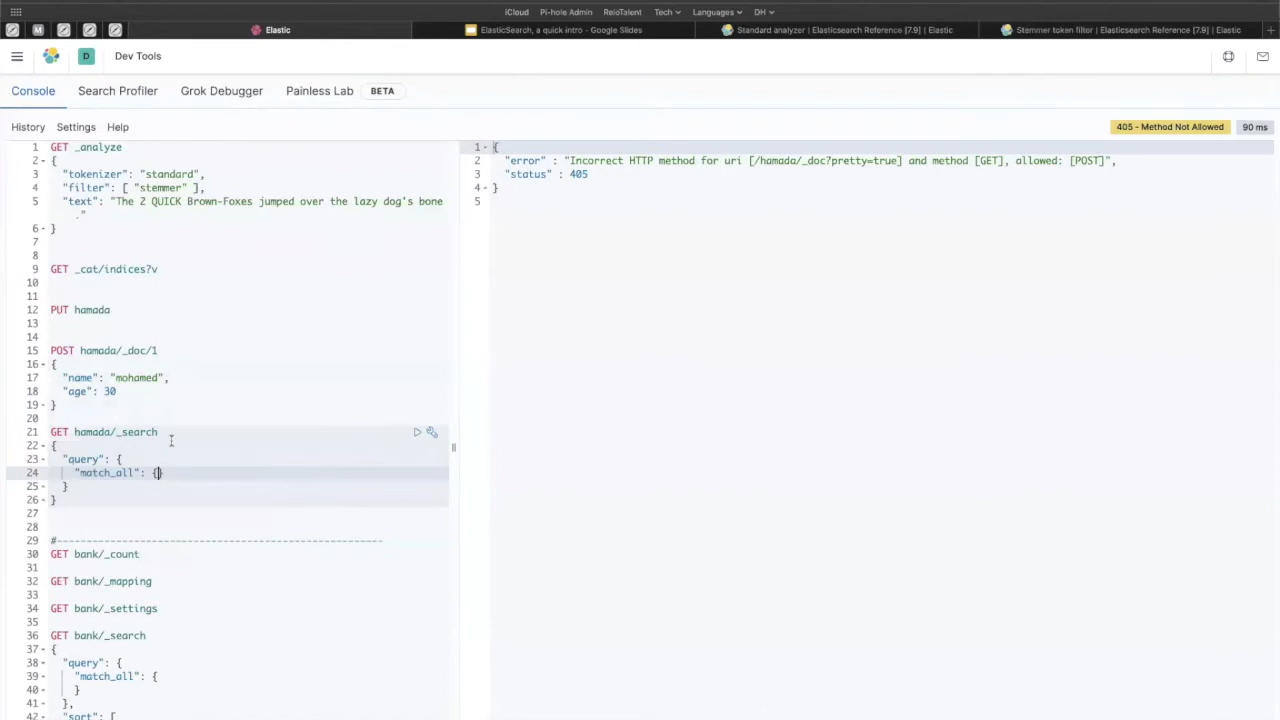 iCloud Pi-hole Admin ReloTalent Tech Languages DH
M Elastic ElasticSearch, a quick intro - Google Slides Standard analyzer | Elasticsearch Reference [7.9] | Elastic Stemmer token filter | Elasticsearch Reference [7.9] | Elastic
D Dev Tools
Console Search Profiler Grok Debugger Painless Lab BETA
History Settings Help 405 - Method Not Allowed 90 ms
1 GET _analyze
2 {
3 "tokenizer": "standard",
4 "filter": [ "stemmer" ],
5 "text": "The 2 QUICK Brown-Foxes jumped over the lazy dog's bone
."
6 }
7
8
9 GET _cat/indices?v
10
11
12 PUT hamada
13
14
15 POST hamada/_doc/1
16 {
17 "name": "mohamed",
18 "age": 30
19 }
20
21 GET hamada/_search
22 {
23 "query": {
24 "match_all": {}
25 }
26 }
27
28
29 #-------------------------------------------------------
30 GET bank/_count
31
32 GET bank/_mapping
33
34 GET bank/_settings
35
36 GET bank/_search
37 {
38 "query": {
39 "match_all": {
40 }
41 },
42 "sort": [
1 {
2 "error" : "Incorrect HTTP method for uri [/hamada/_doc?pretty=true] and method [GET], allowed: [POST]",
3 "status" : 405
4 }
5